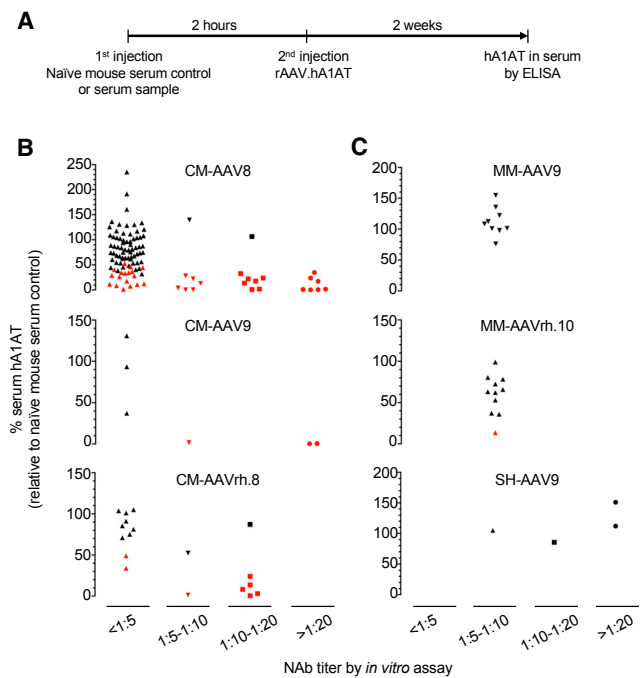 A
2 hours
2 weeks
1st injection
Naïve mouse serum control
or serum sample
2nd injection
rAAV.hA1AT
hA1AT in serum
by ELISA
B
C
% serum hA1AT
(relative to naïve mouse serum control)
CM-AAV8
250
200
150
100
50
0
MM-AAV9
200
150
100
50
0
CM-AAV9
150
100
50
0
MM-AAVrh.10
150
100
50
0
CM-AAVrh.8
150
100
50
0
SH-AAV9
200
150
100
50
0
<1:5
1:5-1:10
1:10-1:20
>1:20
<1:5
1:5-1:10
1:10-1:20
>1:20
NAb titer by in vitro assay